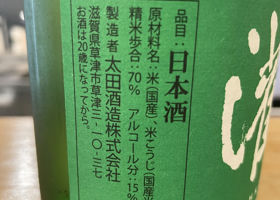 品目:日本酒
原材料名:米(国産)、米こうじ(国産米
精米歩合:70% アルコール分:15%
製造者 太田酒造株式会社
滋賀県草津市草津三-一〇-三七
お酒は20歳になってから。